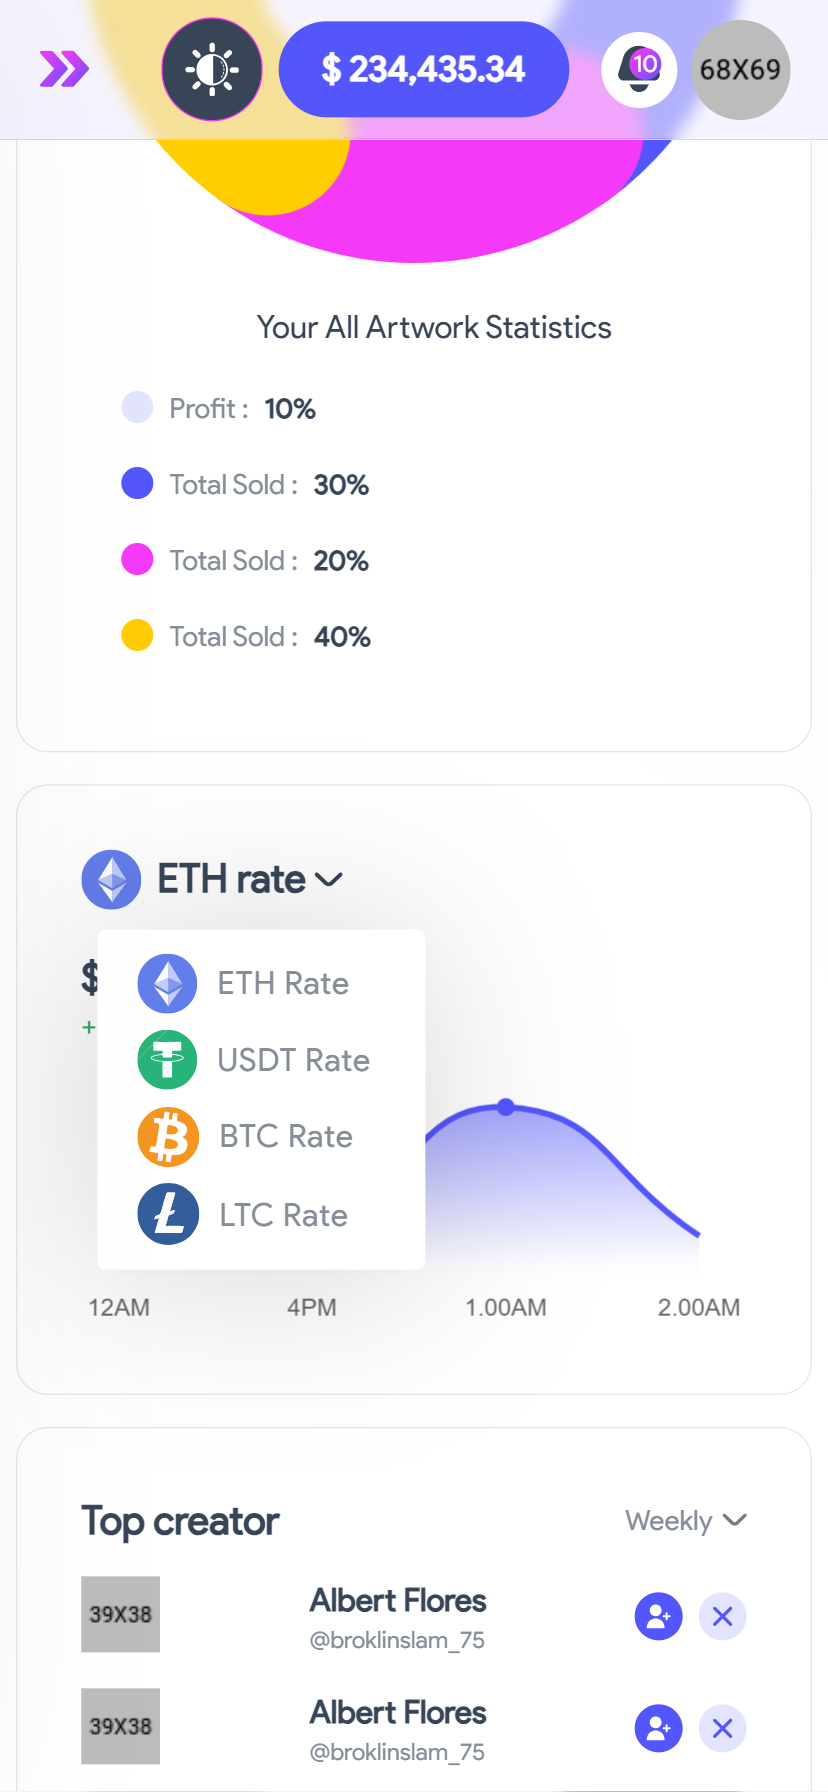 $ 234,435.34
10
68X69
Your All Artwork Statistics
Profit : 10%
Total Sold : 30%
Total Sold : 20%
Total Sold : 40%
ETH rate
$
+
ETH Rate
USDT Rate
BTC Rate
LTC Rate
12AM 4PM 1.00AM 2.00AM
Top creator
Weekly
39X38
Albert Flores
@broklinslam_75
39X38
Albert Flores
@broklinslam_75